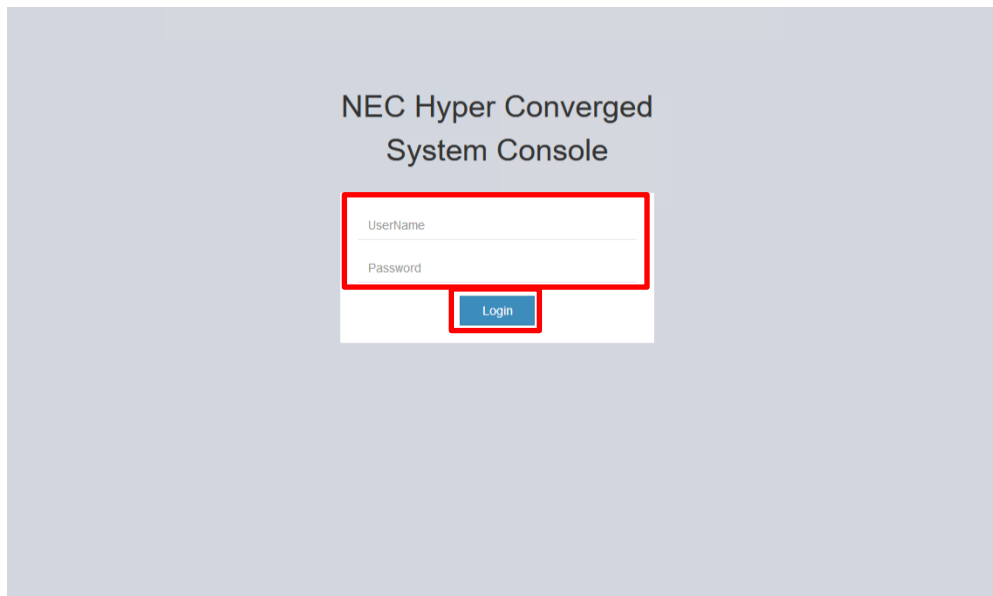 NEC Hyper Converged
System Console
UserName
Password
Login